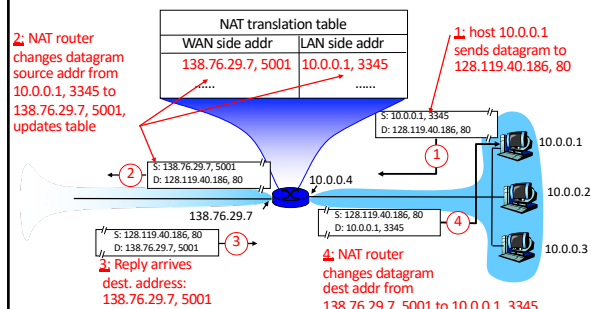 NAT translation table
WAN side addr LAN side addr
138.76.29.7, 5001 10.0.0.1, 3345
...... ......
2: NAT router
changes datagram
source addr from
10.0.0.1, 3345 to
138.76.29.7, 5001,
updates table
1: host 10.0.0.1
sends datagram to
128.119.40.186, 80
S: 10.0.0.1, 3345
D: 128.119.40.186, 80
1
10.0.0.1
S: 138.76.29.7, 5001
D: 128.119.40.186, 80
2
10.0.0.4
10.0.0.2
138.76.29.7
S: 128.119.40.186, 80
D: 10.0.0.1, 3345
4
S: 128.119.40.186, 80
D: 138.76.29.7, 5001
3
10.0.0.3
3: Reply arrives
dest. address:
138.76.29.7, 5001
4: NAT router
changes datagram
dest addr from
138.76.29.7, 5001 to 10.0.0.1, 3345